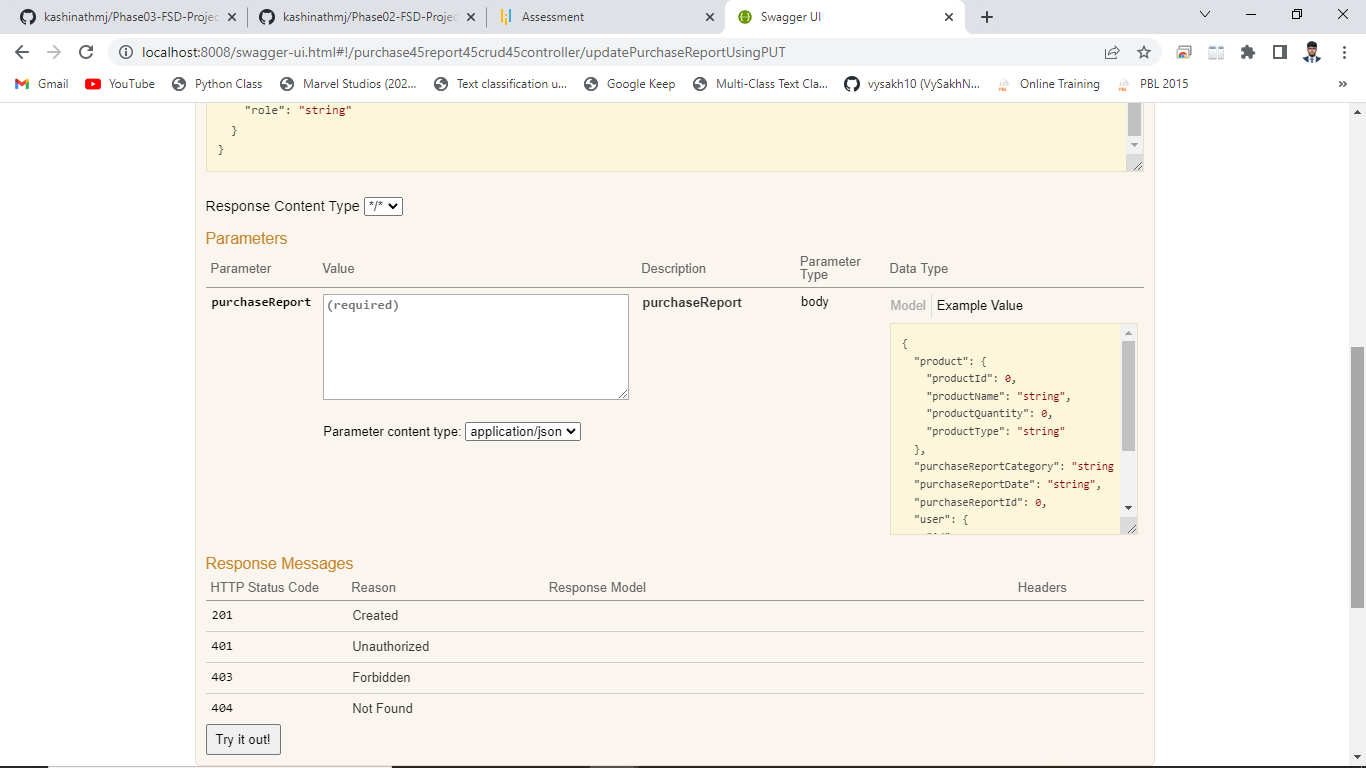 kashinathmj/Phase03-FSD-Projec
kashinathmj/Phase02-FSD-Projec
Assessment
Swagger UI
localhost:8008/swagger-ui.html#!/purchase45report45crud45controller/updatePurchaseReportUsingPUT
Gmail
YouTube
Python Class
Marvel Studios (202...
Text classification u...
Google Keep
Multi-Class Text Cla...
vysakh10 (VySakhN...
Online Training
PBL 2015
"role": "string"
}
}
Response Content Type */*
Parameters
Parameter Value Description Parameter Type Data Type
purchaseReport (required) purchaseReport body Model Example Value
Parameter content type: application/json
{
"product": {
"productId": 0,
"productName": "string",
"productQuantity": 0,
"productType": "string"
},
"purchaseReportCategory": "string
"purchaseReportDate": "string",
"purchaseReportId": 0,
"user": {
Response Messages
HTTP Status Code Reason Response Model Headers
201 Created
401 Unauthorized
403 Forbidden
404 Not Found
Try it out!